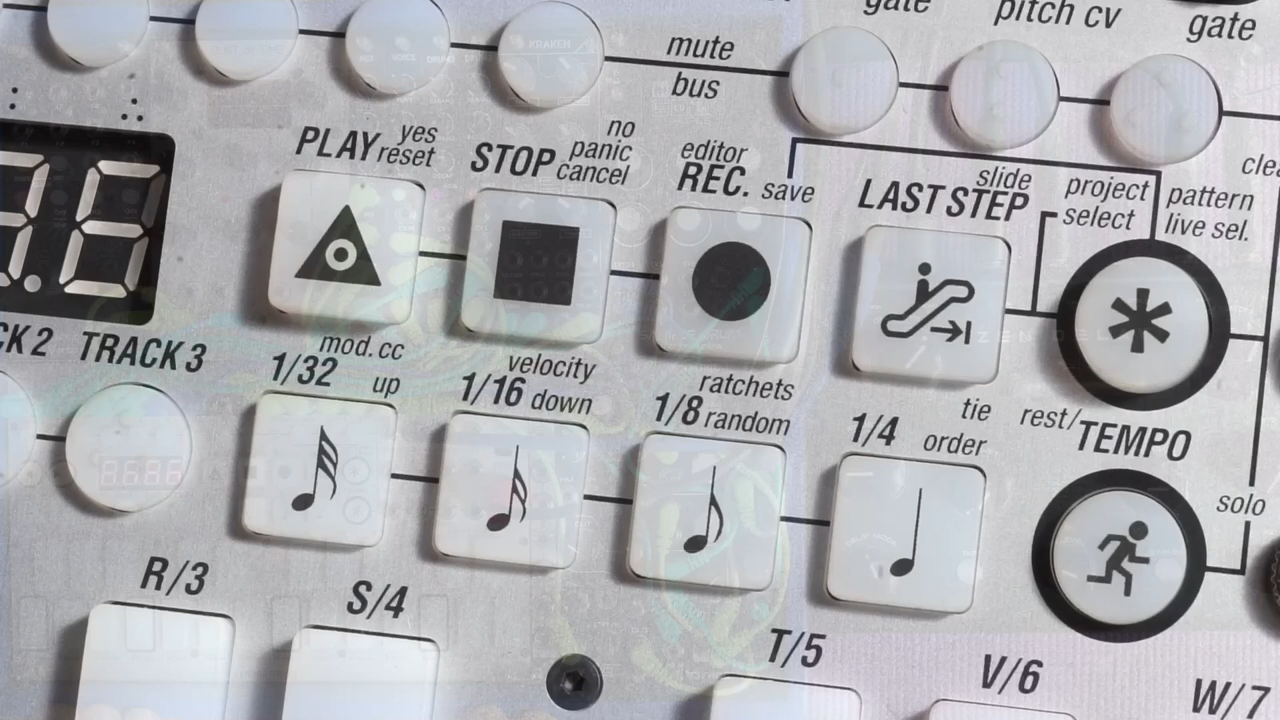 gate
pitch cv
gate
mute
bus
KRAKEN
PLAY yes
reset
STOP no
panic
cancel
editor
REC. save
LAST STEP slide
project
select
pattern
live sel.
CK 2
TRACK 3
mod.cc
1/32 up
velocity
1/16 down
ratchets
1/8 random
tie
1/4 order
rest/
TEMPO
solo
R/3
S/4
T/5
V/6
W/7